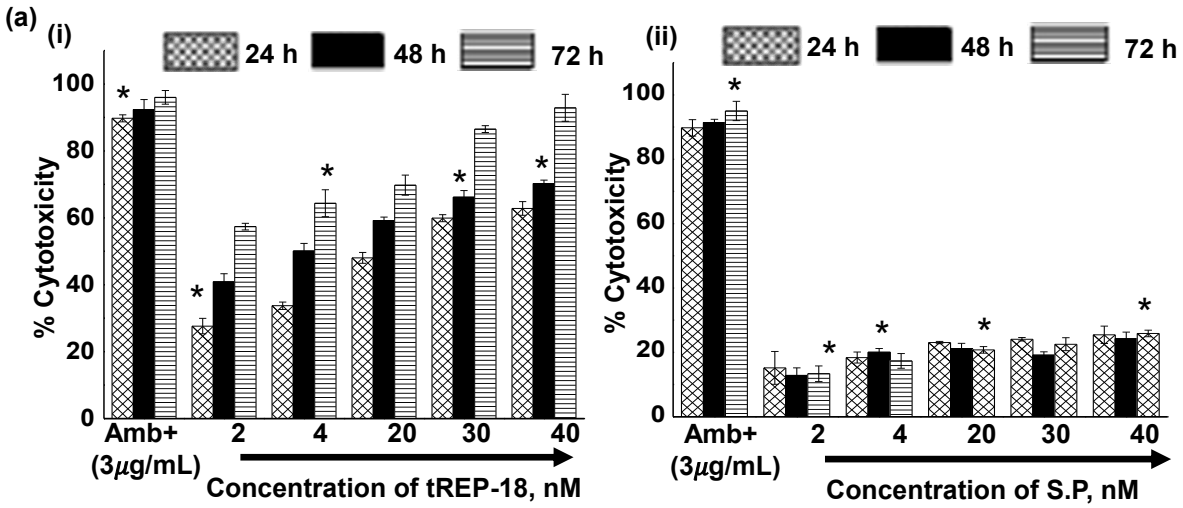 (a)
(i)
24 h 48 h 72 h
% Cytotoxicity
100
80
60
40
20
0
* * * * *
Amb+ 2 4 20 30 40
(3μg/mL)
Concentration of tREP-18, nM
(ii)
24 h 48 h 72 h
% Cytotoxicity
100
80
60
40
20
0
* * * * *
Amb+ 2 4 20 30 40
(3μg/mL)
Concentration of S.P, nM